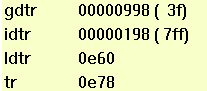 gdtr 00000998 ( 3f)
idtr 00000198 ( 7ff)
ldtr 0e60
tr 0e78